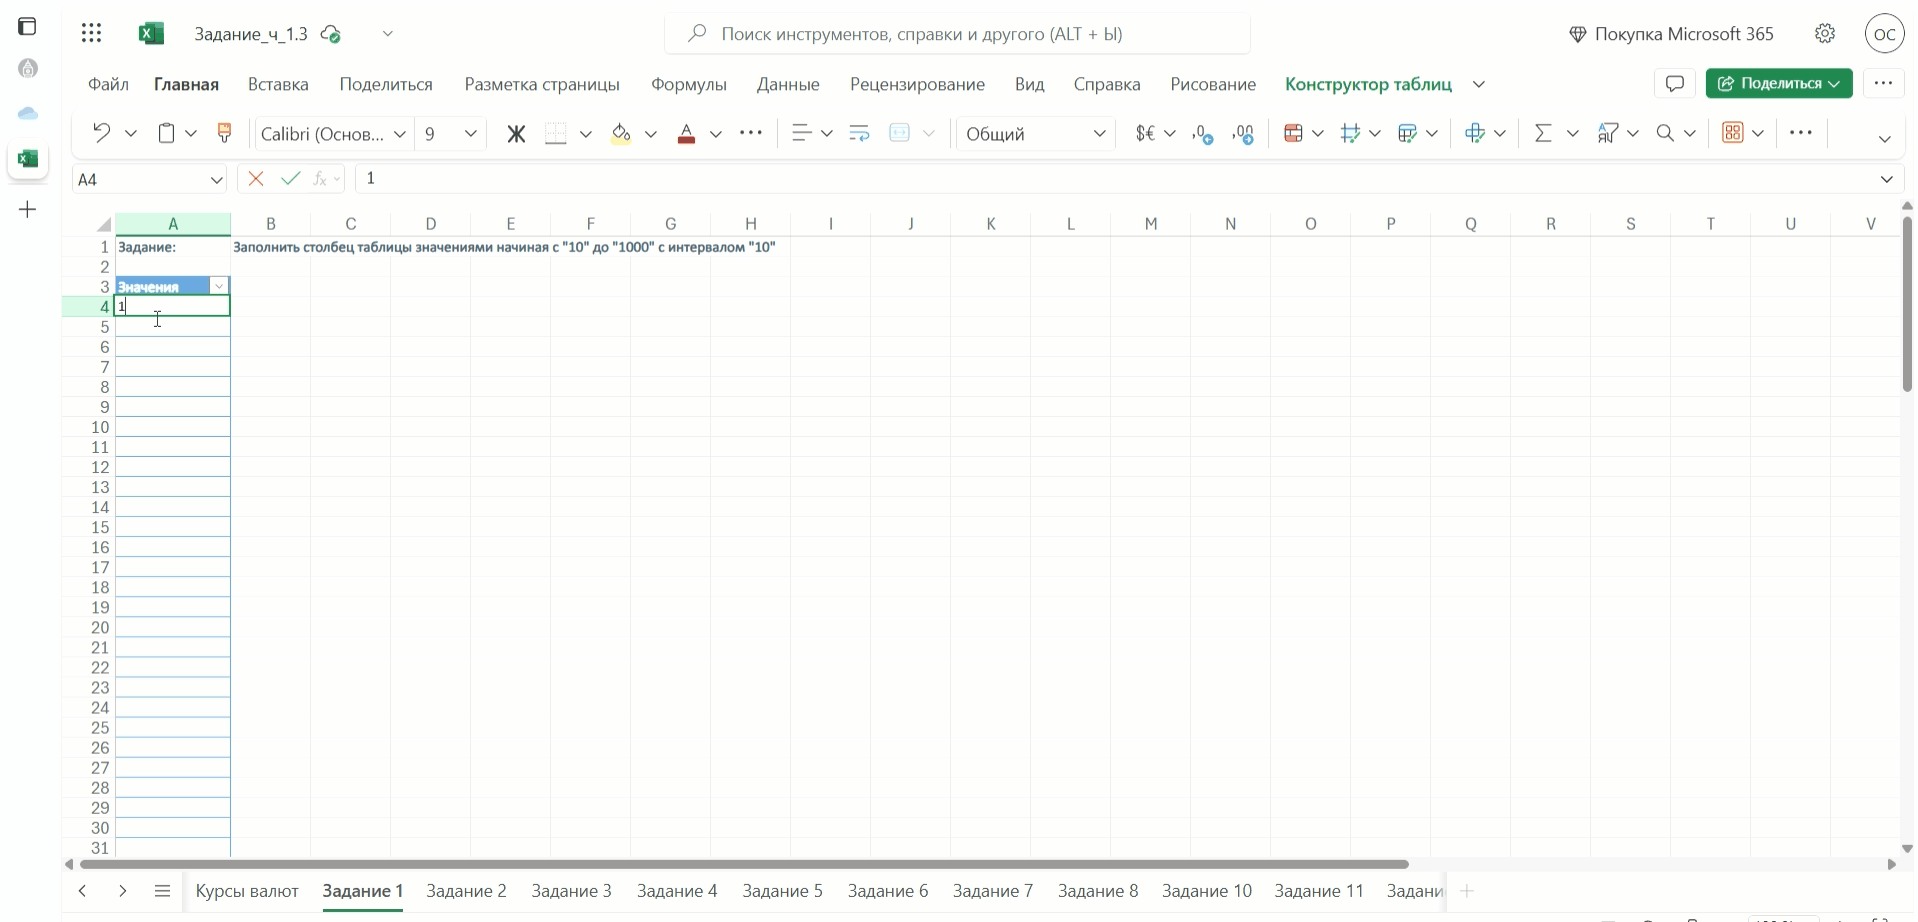 Задание_ч_1.3
Поиск инструментов, справки и другого (ALT + Ы)
Покупка Microsoft 365
ОС
Файл Главная Вставка Поделиться Разметка страницы Формулы Данные Рецензирование Вид Справка Рисование Конструктор таблиц
Поделиться
Calibri (Основ... 9 Ж А Общий $€
A4 fx 1
A B C D E F G H I J K L M N O P Q R S T U V
1 Задание: Заполнить столбец таблицы значениями начиная с "10" до "1000" с интервалом "10"
2
3 Значения
4 1
5
6
7
8
9
10
11
12
13
14
15
16
17
18
19
20
21
22
23
24
25
26
27
28
29
30
31
Курсы валют Задание 1 Задание 2 Задание 3 Задание 4 Задание 5 Задание 6 Задание 7 Задание 8 Задание 10 Задание 11 Задани